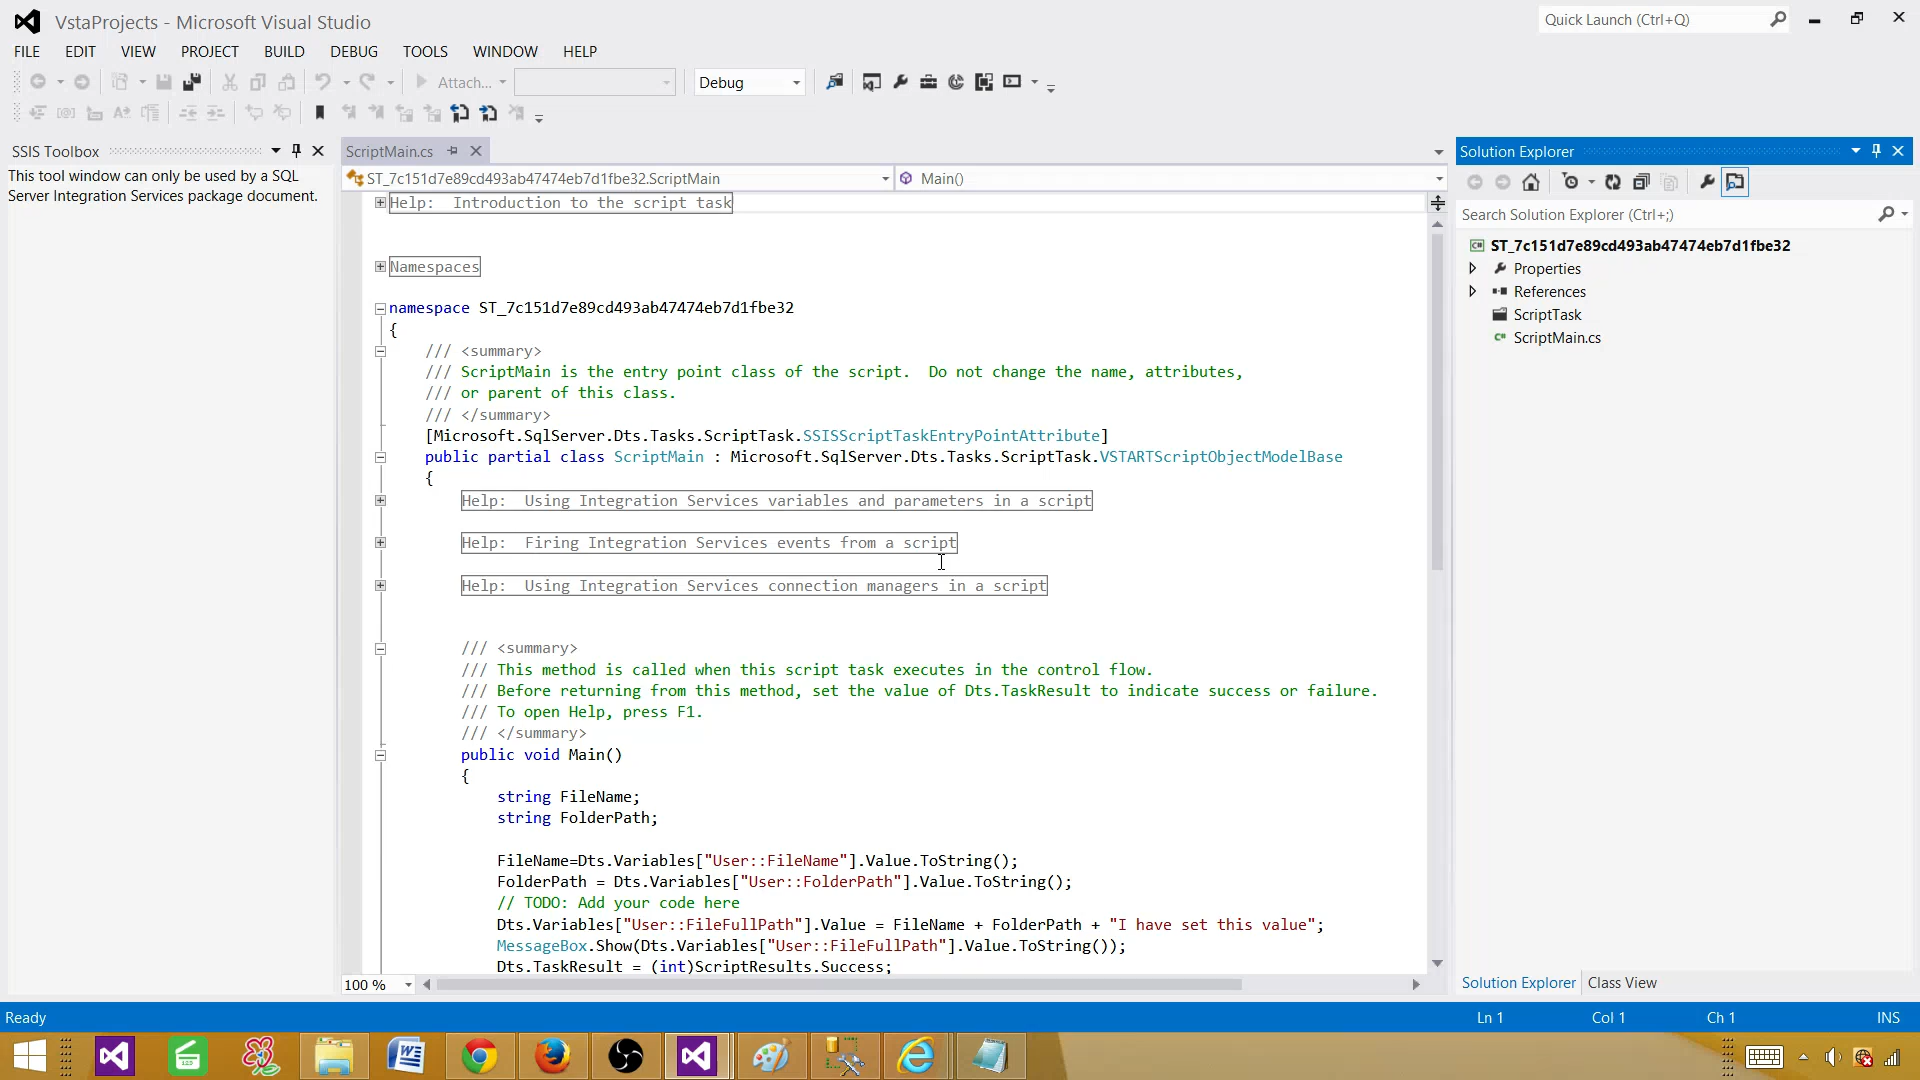 VstaProjects - Microsoft Visual Studio
Quick Launch (Ctrl+Q)
FILE EDIT VIEW PROJECT BUILD DEBUG TOOLS WINDOW HELP
Attach...
Debug
SSIS Toolbox
This tool window can only be used by a SQL
Server Integration Services package document.
ScriptMain.cs
ST_7c151d7e89cd493ab47474eb7d1fbe32.ScriptMain
Main()
Help:  Introduction to the script task
Namespaces
namespace ST_7c151d7e89cd493ab47474eb7d1fbe32
{
/// <summary>
/// ScriptMain is the entry point class of the script.  Do not change the name, attributes,
/// or parent of this class.
/// </summary>
[Microsoft.SqlServer.Dts.Tasks.ScriptTask.SSISScriptTaskEntryPointAttribute]
public partial class ScriptMain : Microsoft.SqlServer.Dts.Tasks.ScriptTask.VSTARTScriptObjectModelBase
{
Help:  Using Integration Services variables and parameters in a script
Help:  Firing Integration Services events from a script
Help:  Using Integration Services connection managers in a script
/// <summary>
/// This method is called when this script task executes in the control flow.
/// Before returning from this method, set the value of Dts.TaskResult to indicate success or failure.
/// To open Help, press F1.
/// </summary>
public void Main()
{
string FileName;
string FolderPath;
FileName=Dts.Variables["User::FileName"].Value.ToString();
FolderPath = Dts.Variables["User::FolderPath"].Value.ToString();
// TODO: Add your code here
Dts.Variables["User::FileFullPath"].Value = FileName + FolderPath + "I have set this value";
MessageBox.Show(Dts.Variables["User::FileFullPath"].Value.ToString());
Dts.TaskResult = (int)ScriptResults.Success;
100 %
Solution Explorer
Search Solution Explorer (Ctrl+;)
ST_7c151d7e89cd493ab47474eb7d1fbe32
Properties
References
ScriptTask
ScriptMain.cs
Solution Explorer
Class View
Ready
Ln 1
Col 1
Ch 1
INS